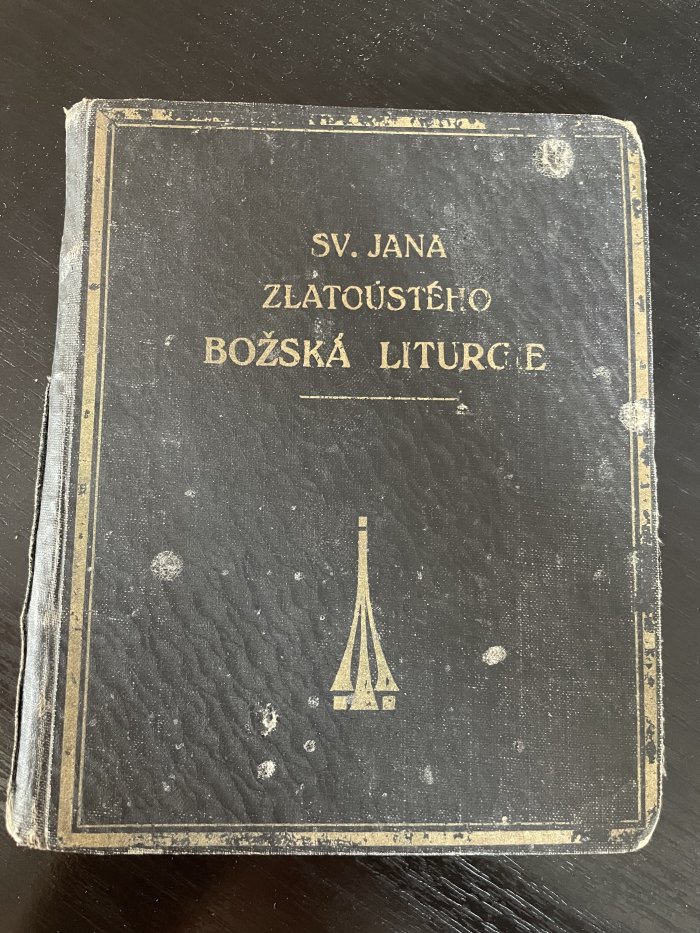 SV. JANA
ZLATOÚSTÉHO
BOŽSKÁ LITURGIE